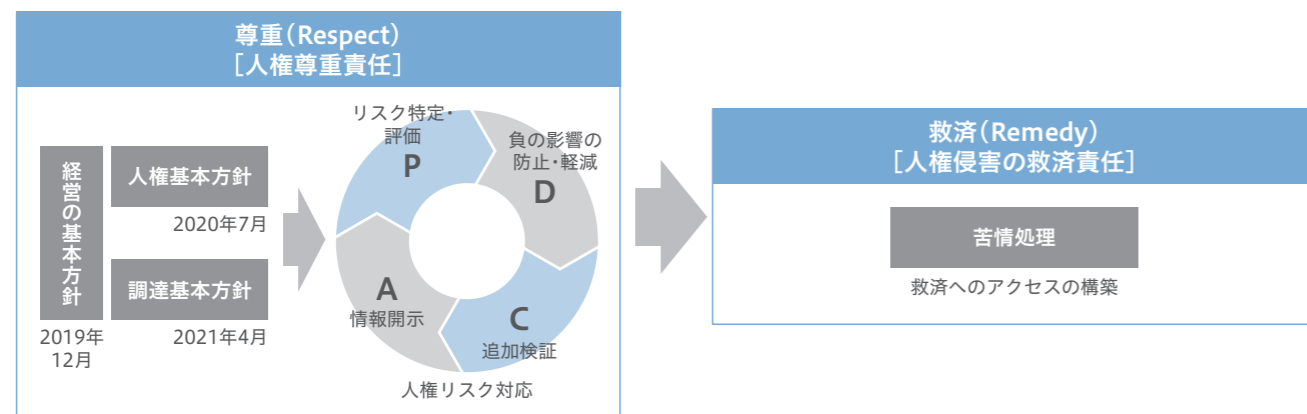 尊重（Respect）
［人権尊重責任］
経営の基本方針
2019年
12月
人権基本方針
2020年7月
調達基本方針
2021年4月
リスク特定・
評価
P
負の影響の
防止・軽減
D
C
追加検証
A
情報開示
人権リスク対応
救済（Remedy）
［人権侵害の救済責任］
苦情処理
救済へのアクセスの構築